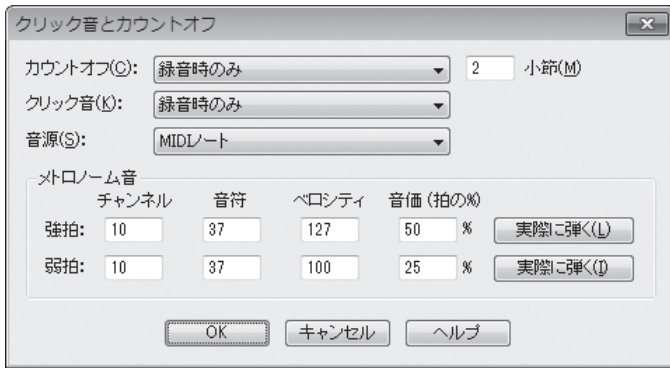 クリック音とカウントオフ
カウントオフ(C): 録音時のみ 2 小節(M)
クリック音(K): 録音時のみ
音源(S): MIDIノート
メトロノーム音
チャンネル 音符 ベロシティ 音価(拍の%)
強拍: 10 37 127 50 % 実際に弾く(L)
弱拍: 10 37 100 25 % 実際に弾く(I)
OK キャンセル ヘルプ